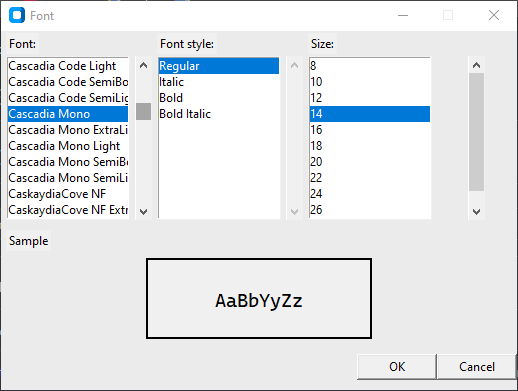 Font
Font:
Font style:
Size:
Cascadia Code Light
Cascadia Code SemiBo
Cascadia Code SemiLig
Cascadia Mono
Cascadia Mono ExtraLi
Cascadia Mono Light
Cascadia Mono SemiBo
Cascadia Mono SemiLi
CaskaydiaCove NF
CaskaydiaCove NF Extr
Regular
Italic
Bold
Bold Italic
8
10
12
14
16
18
20
22
24
26
Sample
AaBbYyZz
OK
Cancel